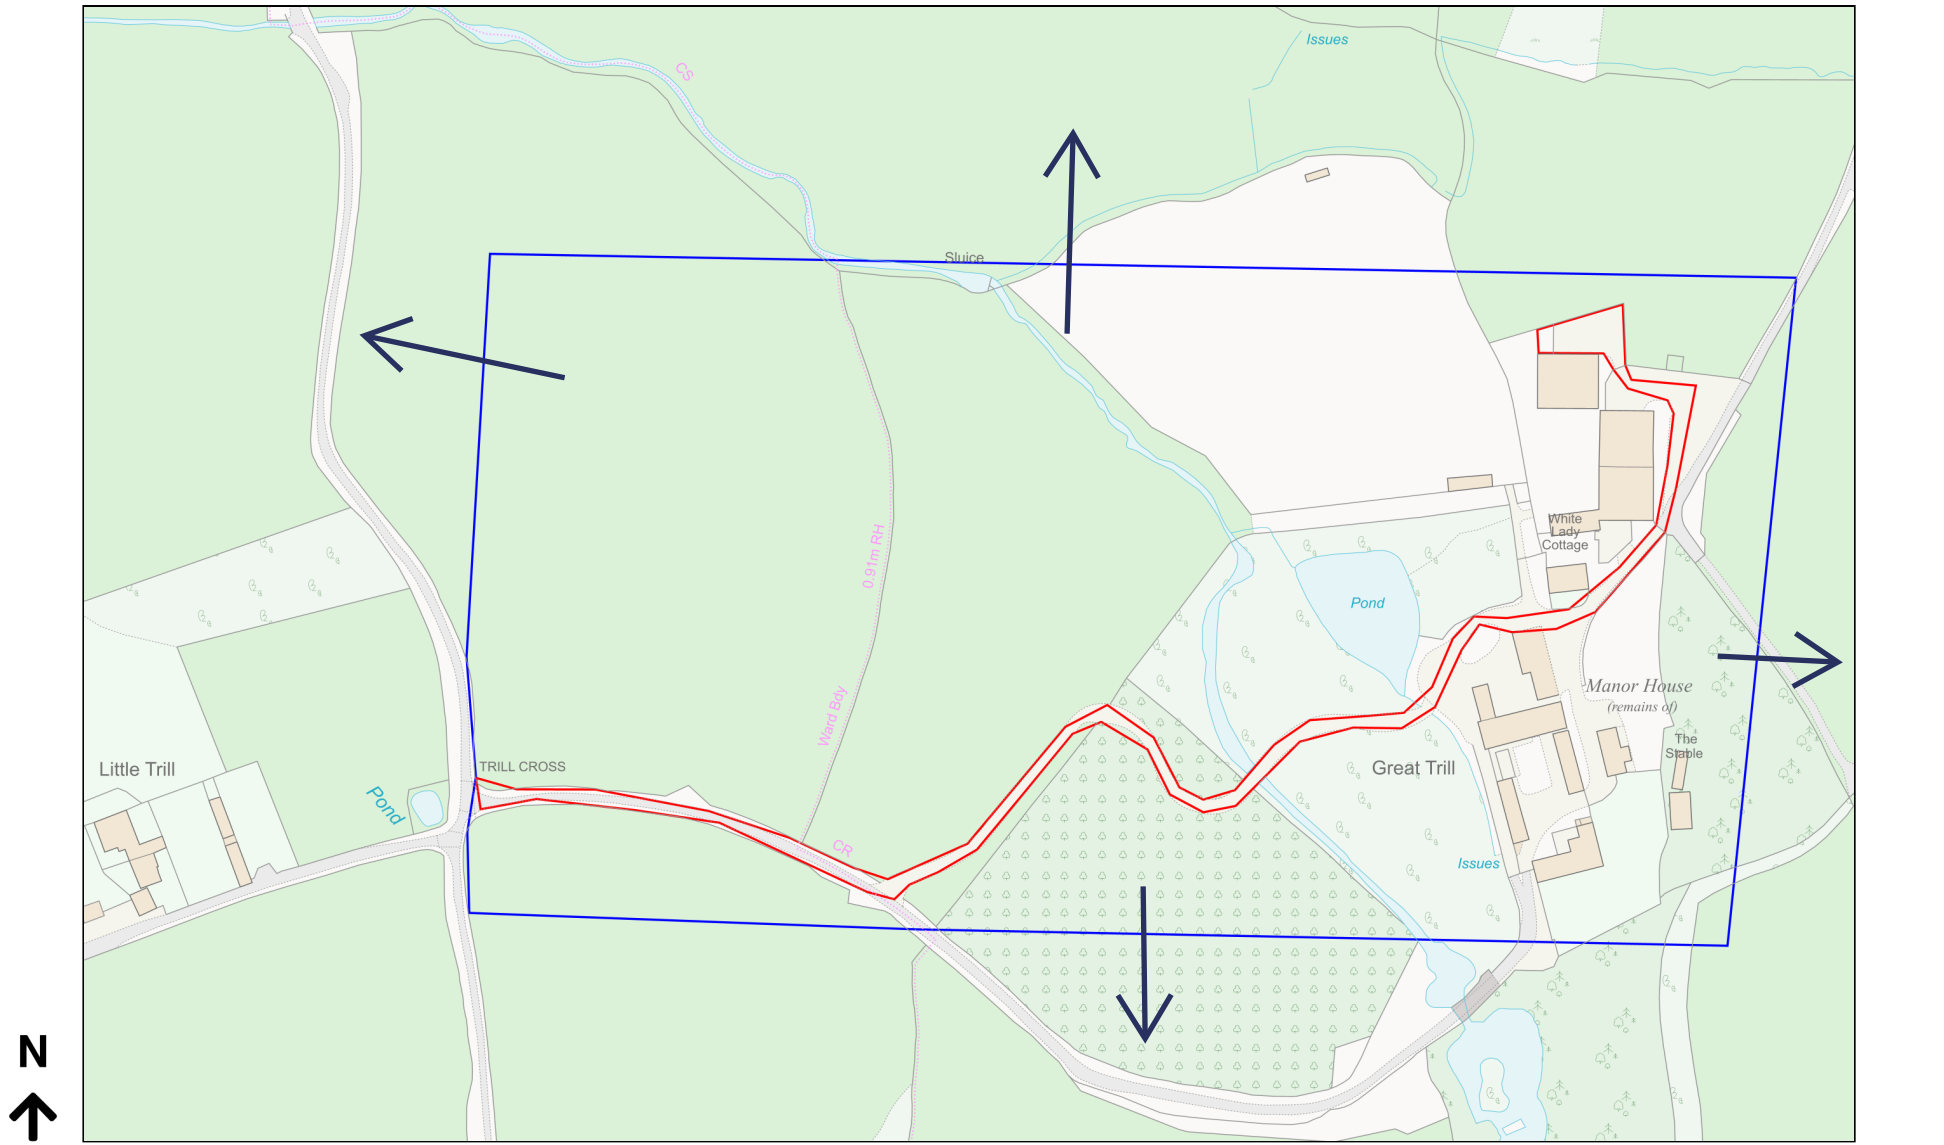 Issues
CS
Sluice
0.91m RH
White
Lady
Cottage
Pond
Manor House
(remains of)
Ward Bdy
The
Stable
TRILL CROSS
Little Trill
Great Trill
Pond
CR
Issues
N